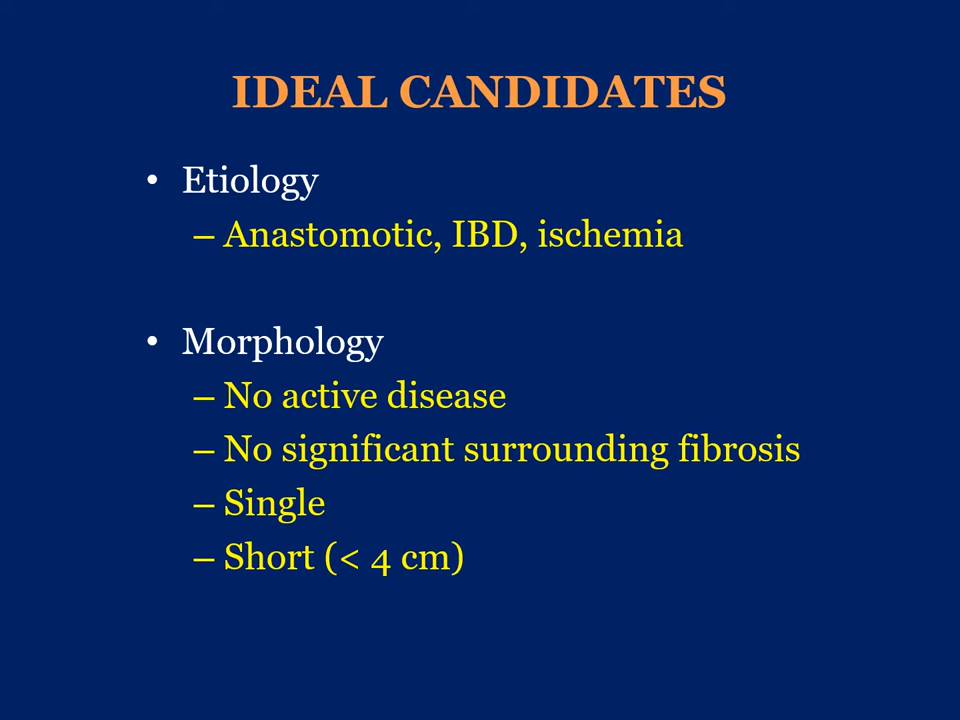 IDEAL CANDIDATES
• Etiology
– Anastomotic, IBD, ischemia
• Morphology
– No active disease
– No significant surrounding fibrosis
– Single
– Short (< 4 cm)